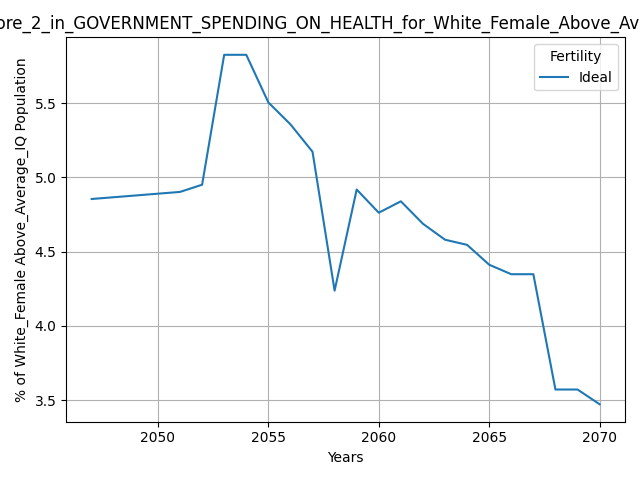 ore_2_in_GOVERNMENT_SPENDING_ON_HEALTH_for_White_Female_Above_Av
Fertility
Ideal
% of White_Female Above_Average_IQ Population
5.5
5.0
4.5
4.0
3.5
2050 2055 2060 2065 2070
Years